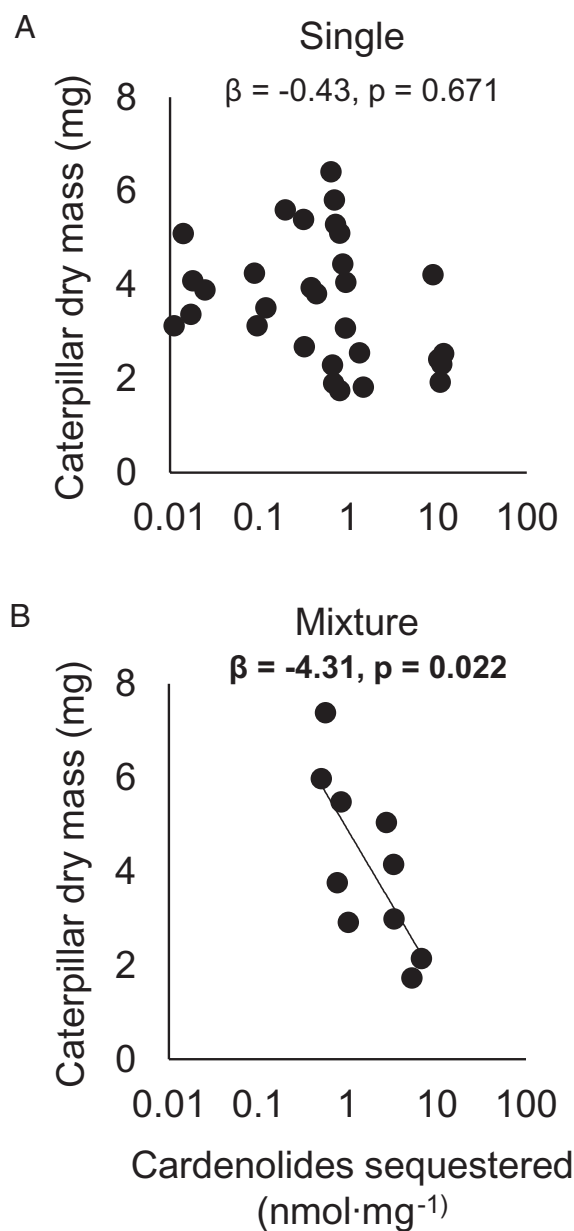 A
Single
β = -0.43, p = 0.671
Caterpillar dry mass (mg)
8
6
4
2
0
0.01 0.1 1 10 100
B
Mixture
β = -4.31, p = 0.022
Caterpillar dry mass (mg)
8
6
4
2
0
0.01 0.1 1 10 100
Cardenolides sequestered
(nmol·mg⁻¹⁾